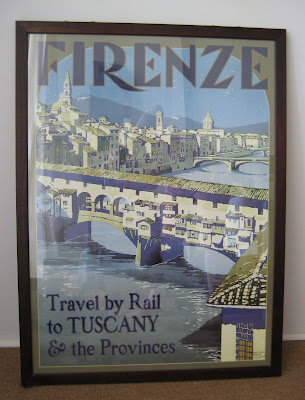 FIRENZE
Travel by Rail
to TUSCANY
& the Provinces